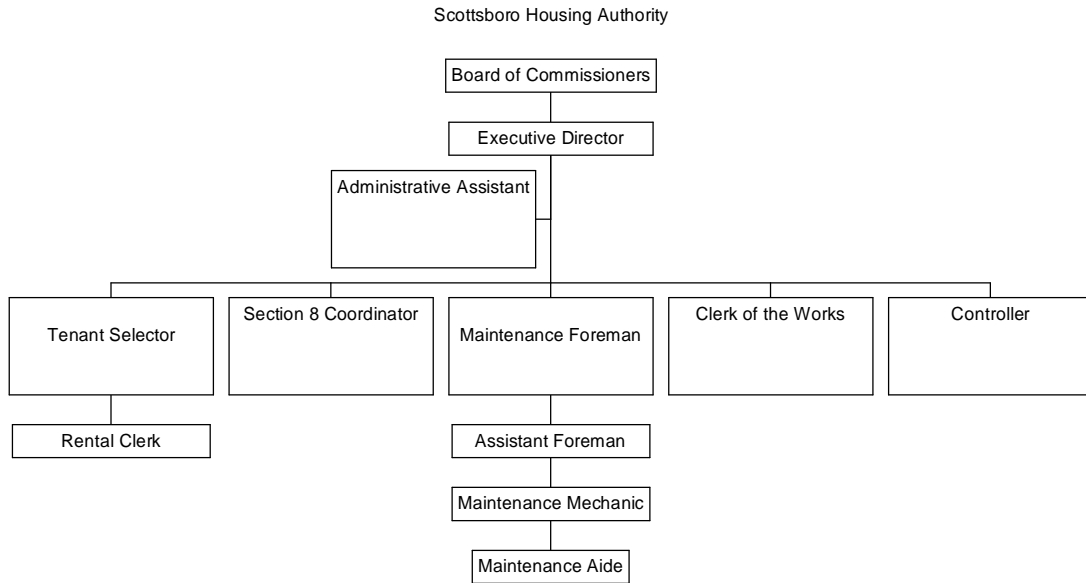 Scottsboro Housing Authority
Board of Commissioners
Executive Director
Administrative Assistant
Tenant Selector
Section 8 Coordinator
Maintenance Foreman
Clerk of the Works
Controller
Rental Clerk
Assistant Foreman
Maintenance Mechanic
Maintenance Aide